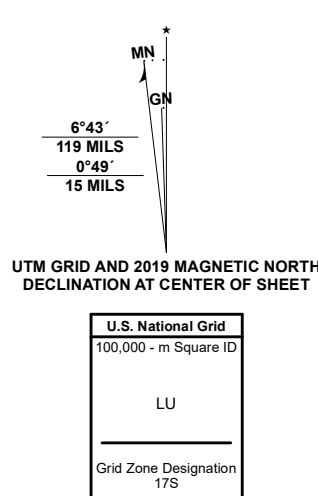 ★
MN
GN
6°43´
119 MILS
0°49´
15 MILS
UTM GRID AND 2019 MAGNETIC NORTH
DECLINATION AT CENTER OF SHEET
U.S. National Grid
100,000 - m Square ID
LU
Grid Zone Designation
17S